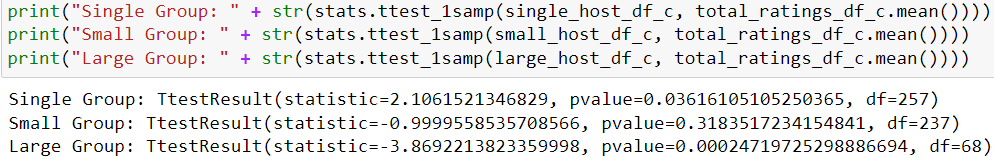 print("Single Group: " + str(stats.ttest_1samp(single_host_df_c, total_ratings_df_c.mean())))
print("Small Group: " + str(stats.ttest_1samp(small_host_df_c, total_ratings_df_c.mean())))
print("Large Group: " + str(stats.ttest_1samp(large_host_df_c, total_ratings_df_c.mean())))
Single Group: TtestResult(statistic=2.1061521346829, pvalue=0.03616105105250365, df=257)
Small Group: TtestResult(statistic=-0.9999558535708566, pvalue=0.3183517234154841, df=237)
Large Group: TtestResult(statistic=-3.8692213823359998, pvalue=0.00024719725298886694, df=68)